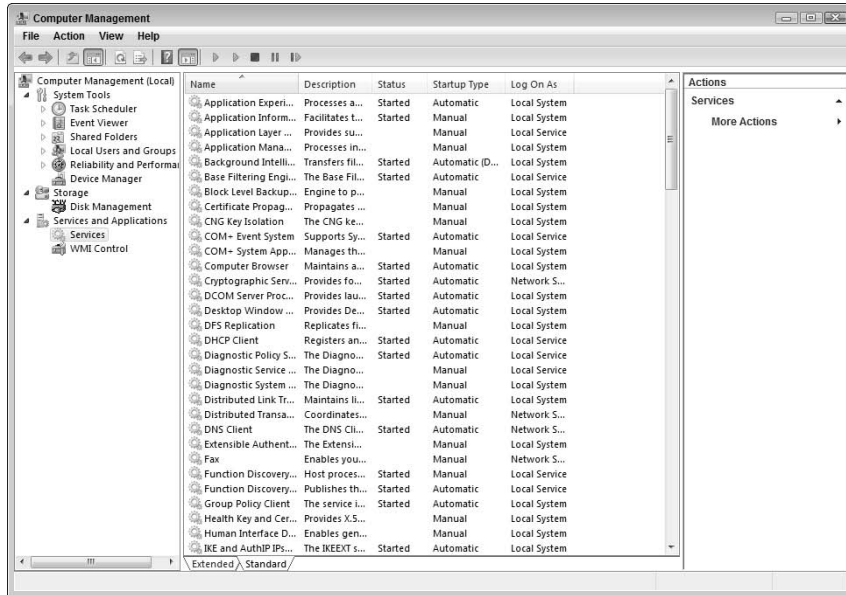 Computer Management
File Action View Help
Computer Management (Local)
System Tools
Task Scheduler
Event Viewer
Shared Folders
Local Users and Groups
Reliability and Performa
Device Manager
Storage
Disk Management
Services and Applications
Services
WMI Control
Name Description Status Startup Type Log On As
Application Experi... Processes a... Started Automatic Local System
Application Inform... Facilitates t... Started Manual Local System
Application Layer ... Provides su... Manual Local Service
Application Mana... Processes in... Manual Local System
Background Intelli... Transfers fil... Started Automatic (D... Local System
Base Filtering Engi... The Base Fil... Started Automatic Local Service
Block Level Backup... Engine to p... Manual Local System
Certificate Propag... Propagates ... Manual Local System
CNG Key Isolation The CNG ke... Manual Local System
COM+ Event System Supports Sy... Started Automatic Local Service
COM+ System App... Manages th... Manual Local System
Computer Browser Maintains a... Started Automatic Local System
Cryptographic Serv... Provides fo... Started Automatic Network S...
DCOM Server Proc... Provides lau... Started Automatic Local System
Desktop Window ... Provides De... Started Automatic Local System
DFS Replication Replicates fi... Manual Local System
DHCP Client Registers an... Started Automatic Local Service
Diagnostic Policy S... The Diagno... Started Automatic Local Service
Diagnostic Service ... The Diagno... Manual Local Service
Diagnostic System ... The Diagno... Manual Local System
Distributed Link Tr... Maintains li... Started Automatic Local System
Distributed Transa... Coordinates... Manual Network S...
DNS Client The DNS Cli... Started Automatic Network S...
Extensible Authent... The Extensi... Manual Local System
Fax Enables you... Manual Network S...
Function Discovery... Host proces... Started Manual Local Service
Function Discovery... Publishes th... Started Automatic Local Service
Group Policy Client The service i... Started Automatic Local System
Health Key and Cer... Provides X.5... Manual Local System
Human Interface D... Enables gen... Manual Local System
IKE and AuthIP IPs... The IKEEXT s... Started Automatic Local System
Extended Standard
Actions
Services
More Actions